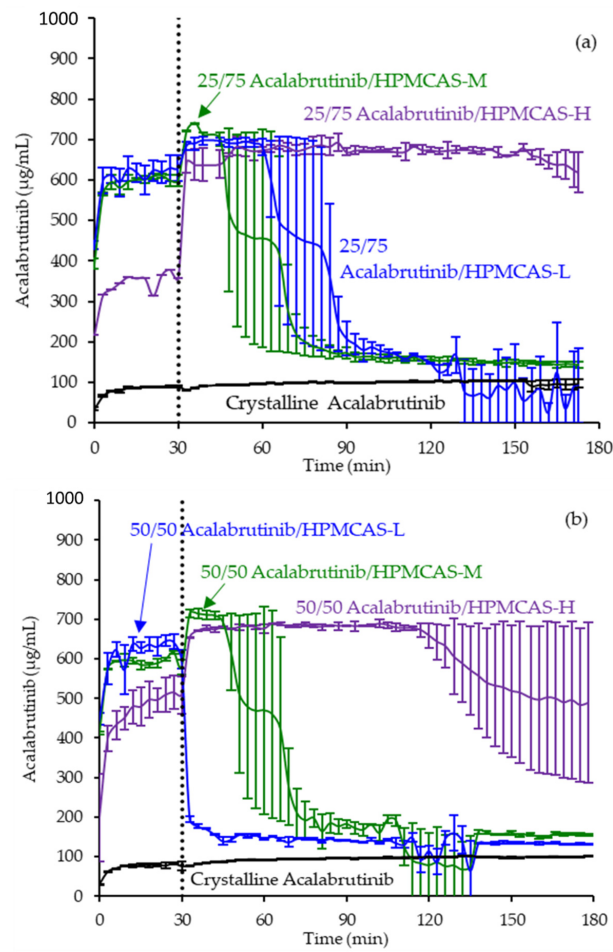 1000
(a)
900
25/75 Acalabrutinib/HPMCAS-M
800
25/75 Acalabrutinib/HPMCAS-H
700
600
500
400
25/75
Acalabrutinib/HPMCAS-L
300
200
100
Crystalline Acalabrutinib
0
Acalabrutinib (µg/mL)
0 30 60 90 120 150 180
Time (min)
1000
(b)
50/50 Acalabrutinib/HPMCAS-L
900
50/50 Acalabrutinib/HPMCAS-M
800
50/50 Acalabrutinib/HPMCAS-H
700
600
500
400
300
200
100
Crystalline Acalabrutinib
0
Acalabrutinib (µg/mL)
0 30 60 90 120 150 180
Time (min)